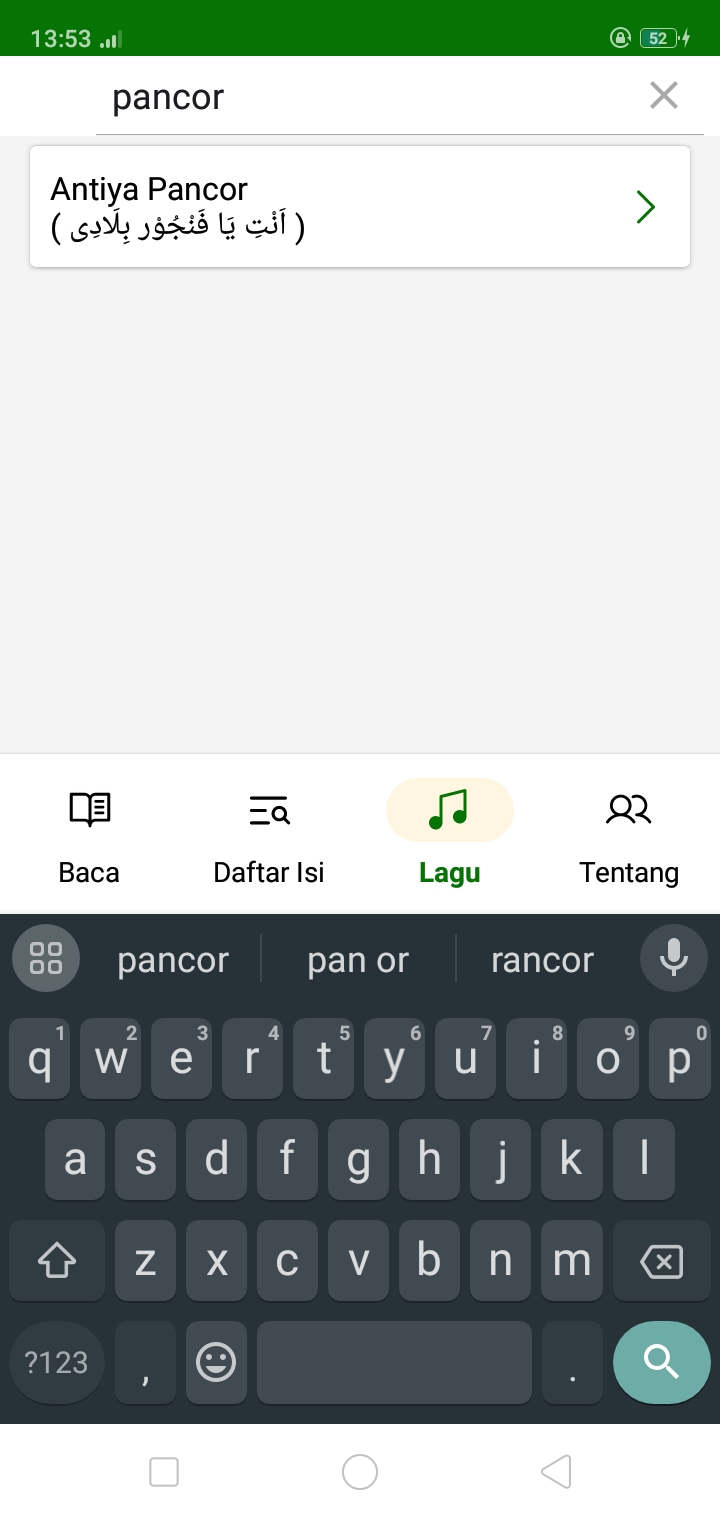 13:53
52
pancor
Antiya Pancor
( اَنْتِ يَا فَنْجُوْر بِلَادِى )
Baca
Daftar Isi
Lagu
Tentang
pancor
pan or
rancor
q 1 w 2 e 3 r 4 t 5 y 6 u 7 i 8 o 9 p 0
a s d f g h j k l
z x c v b n m
?123 , .